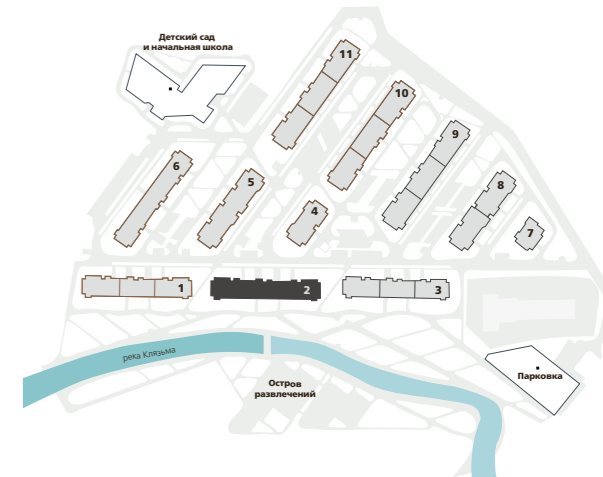 Детский сад
и начальная школа
11
10
9
6
5
8
4
7
1
2
3
река Клязьма
Парковка
Остров
развлечений